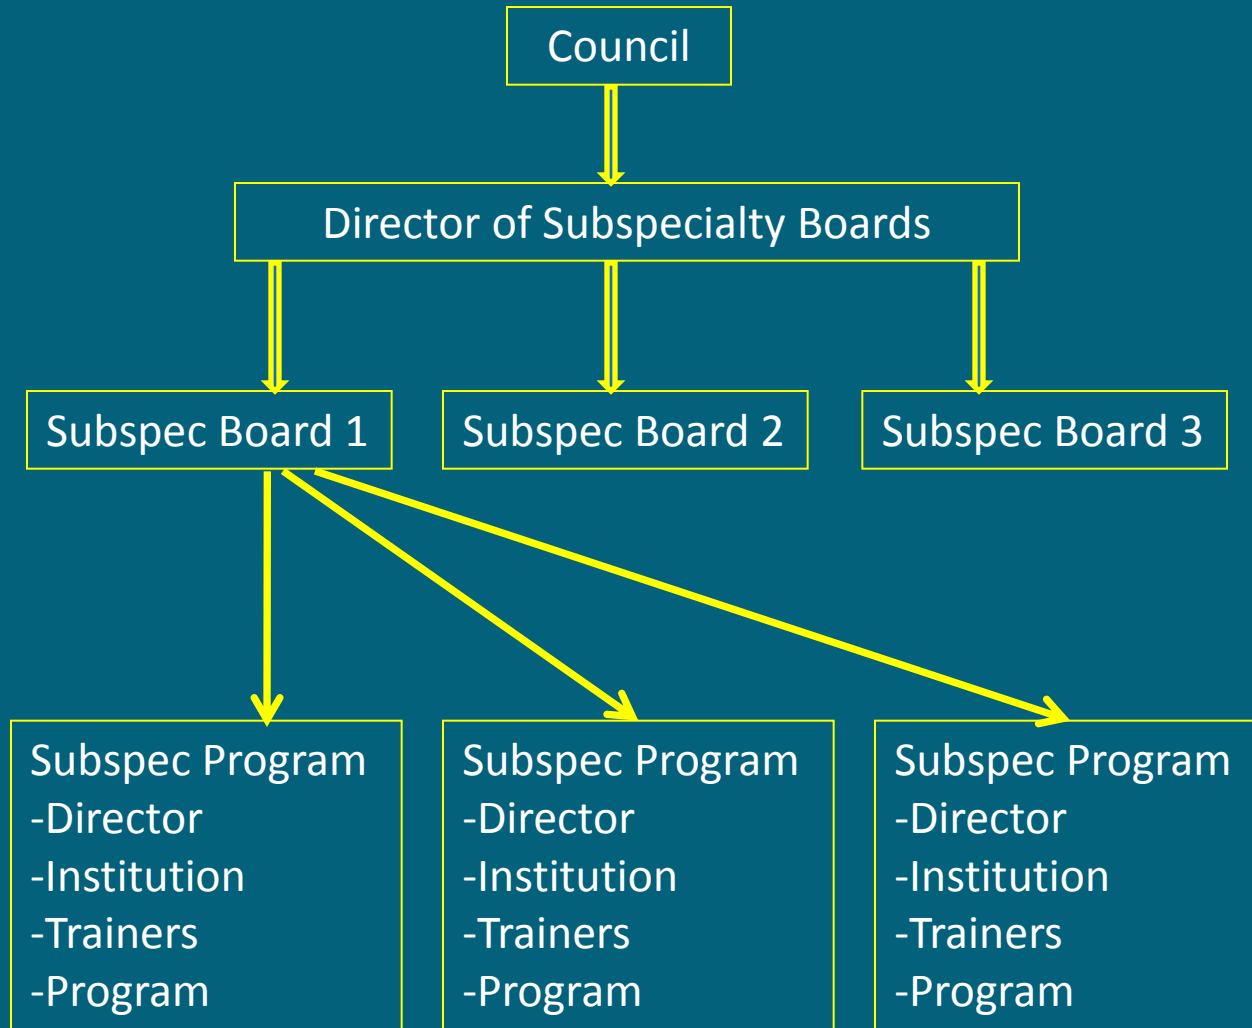 Council
Director of Subspecialty Boards
Subspec Board 1
Subspec Board 2
Subspec Board 3
Subspec Program
-Director
-Institution
-Trainers
-Program
Subspec Program
-Director
-Institution
-Trainers
-Program
Subspec Program
-Director
-Institution
-Trainers
-Program